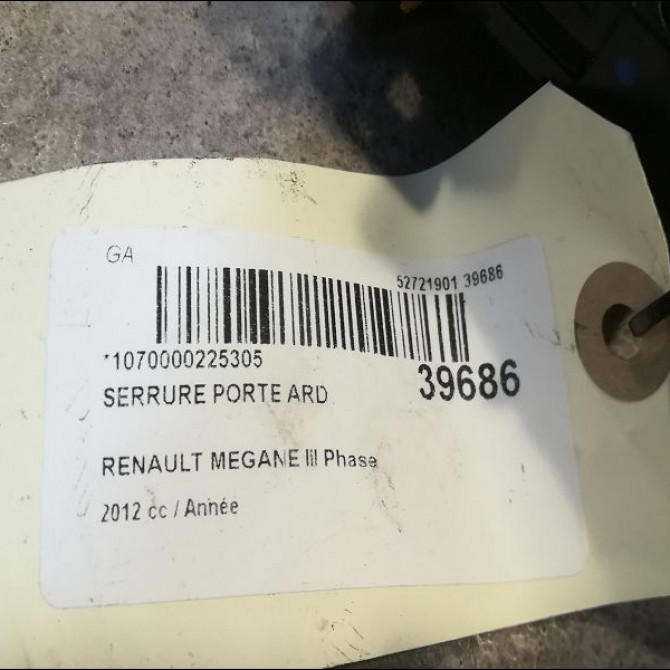 GA
52721901 39686
*1070000225305
39686
SERRURE PORTE ARD
RENAULT MEGANE III Phase
2012 cc / Année